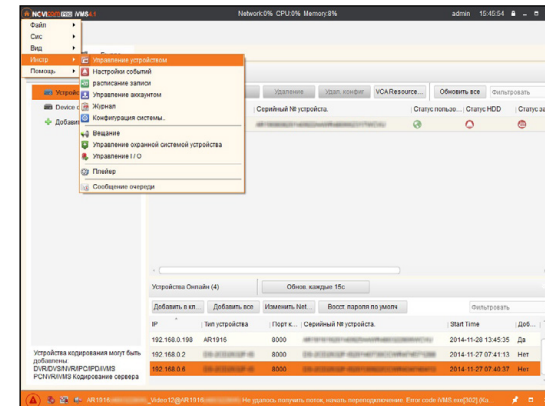 Network:0% CPU:0% Memory:8% admin 15:45:54
Файл
Сис
Вид
Инстр
Помощь
Управление устройством
Настройки событий
расписание записи
Управление аккаунтом
Журнал
Конфигурация системы..
Вещание
Управление охранной системой устройства
Управление I / O
Плейер
Сообщение очереди
Устройс
Device
Добавит
Удаление Удал. конфиг VCA Resource... Обновить все Фильтровать
Серийный № устройства. Статус пользо... Статус HDD Статус за
Устройства Онлайн (4) Обнов. каждые 15с
Добавить в кл... Добавить все Изменить Net... Восст. пароля по умолч Фильтровать
IP Тип устройства Порт к... Серийный № устройства. Start Time Доб...
192.168.0.198 AR1916 8000 2014-11-28 13:45:35 Да
192.168.0.2 8000 2014-11-27 07:41:13 Нет
192.168.0.6 8000 2014-11-27 07:40:37 Нет
Устройства кодирования могут быть
добавлены
DVR/DVS/NVR/IPC/IPD/iVMS
PCNVR/iVMS Кодирование сервера
AR1916 _Video12@AR1916 Не удалось получить поток, начать переподключение. Error code iVMS.exe[302]